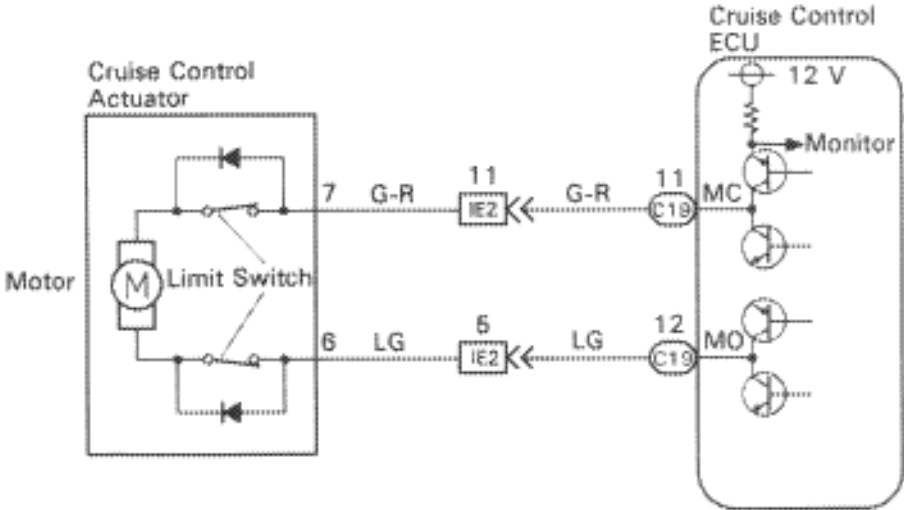 Cruise Control
ECU
12 V
Cruise Control
Actuator
Monitor
7 G-R 11 G-R 11 MC
IE2 C19
Motor M Limit Switch
6 LG 5 LG 12 MO
IE2 C19